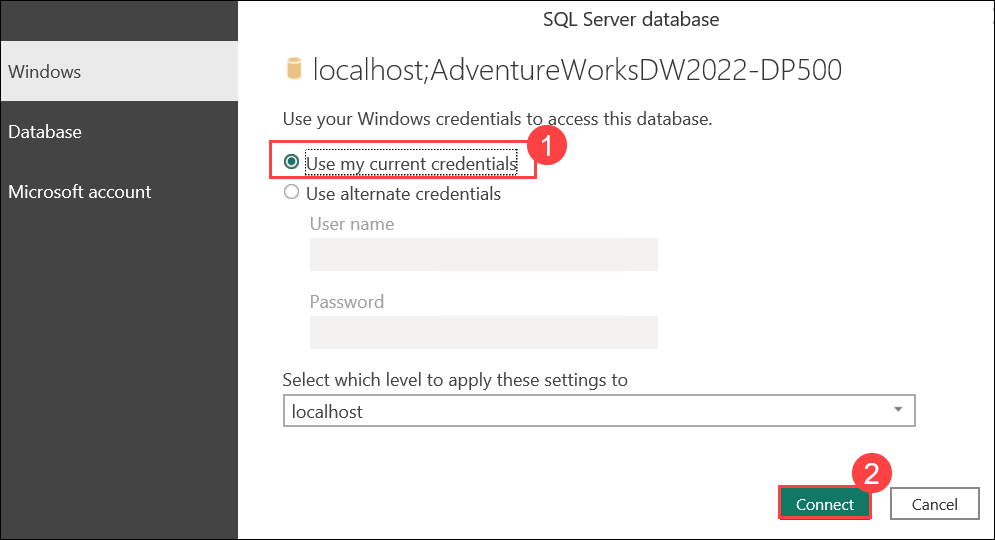 SQL Server database
Windows
Database
Microsoft account
localhost;AdventureWorksDW2022-DP500
Use your Windows credentials to access this database.
1
Use my current credentials
Use alternate credentials
User name
Password
Select which level to apply these settings to
localhost
2
Connect
Cancel